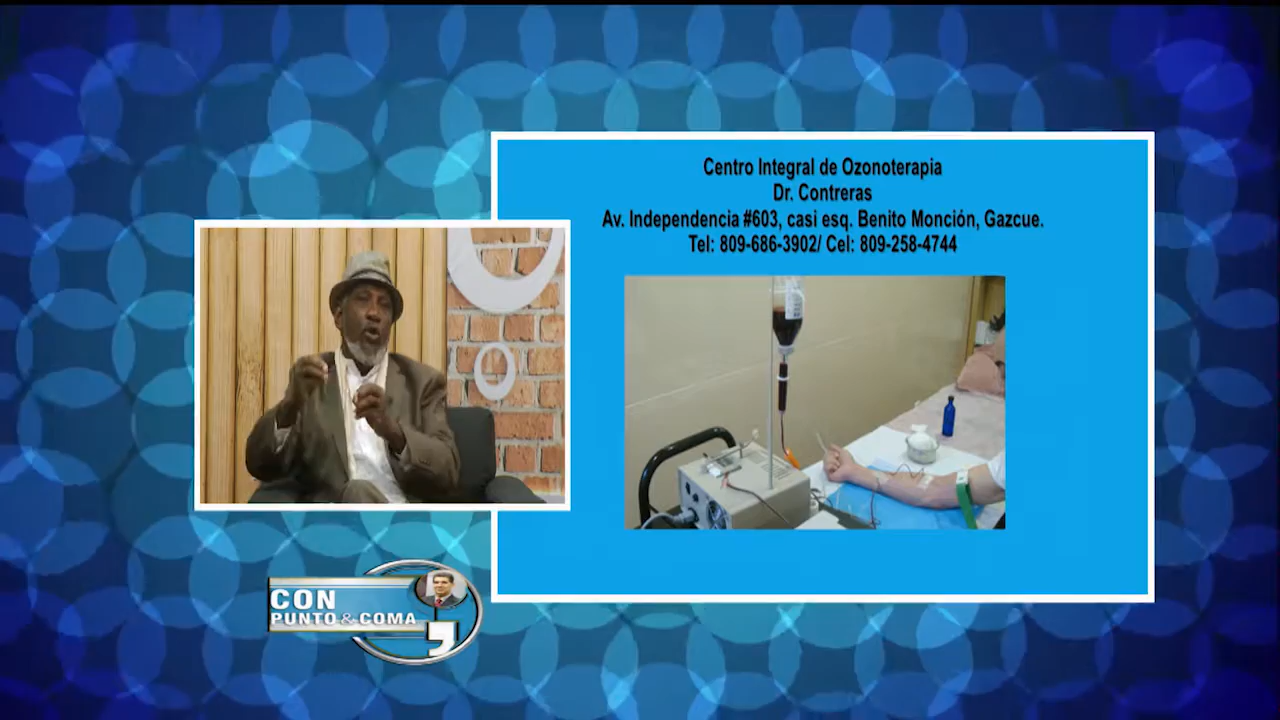 Centro Integral de Ozonoterapia
Dr. Contreras
Av. Independencia #603, casi esq. Benito Monción, Gazcue.
Tel: 809-686-3902/ Cel: 809-258-4744
CON
PUNTO & COMA